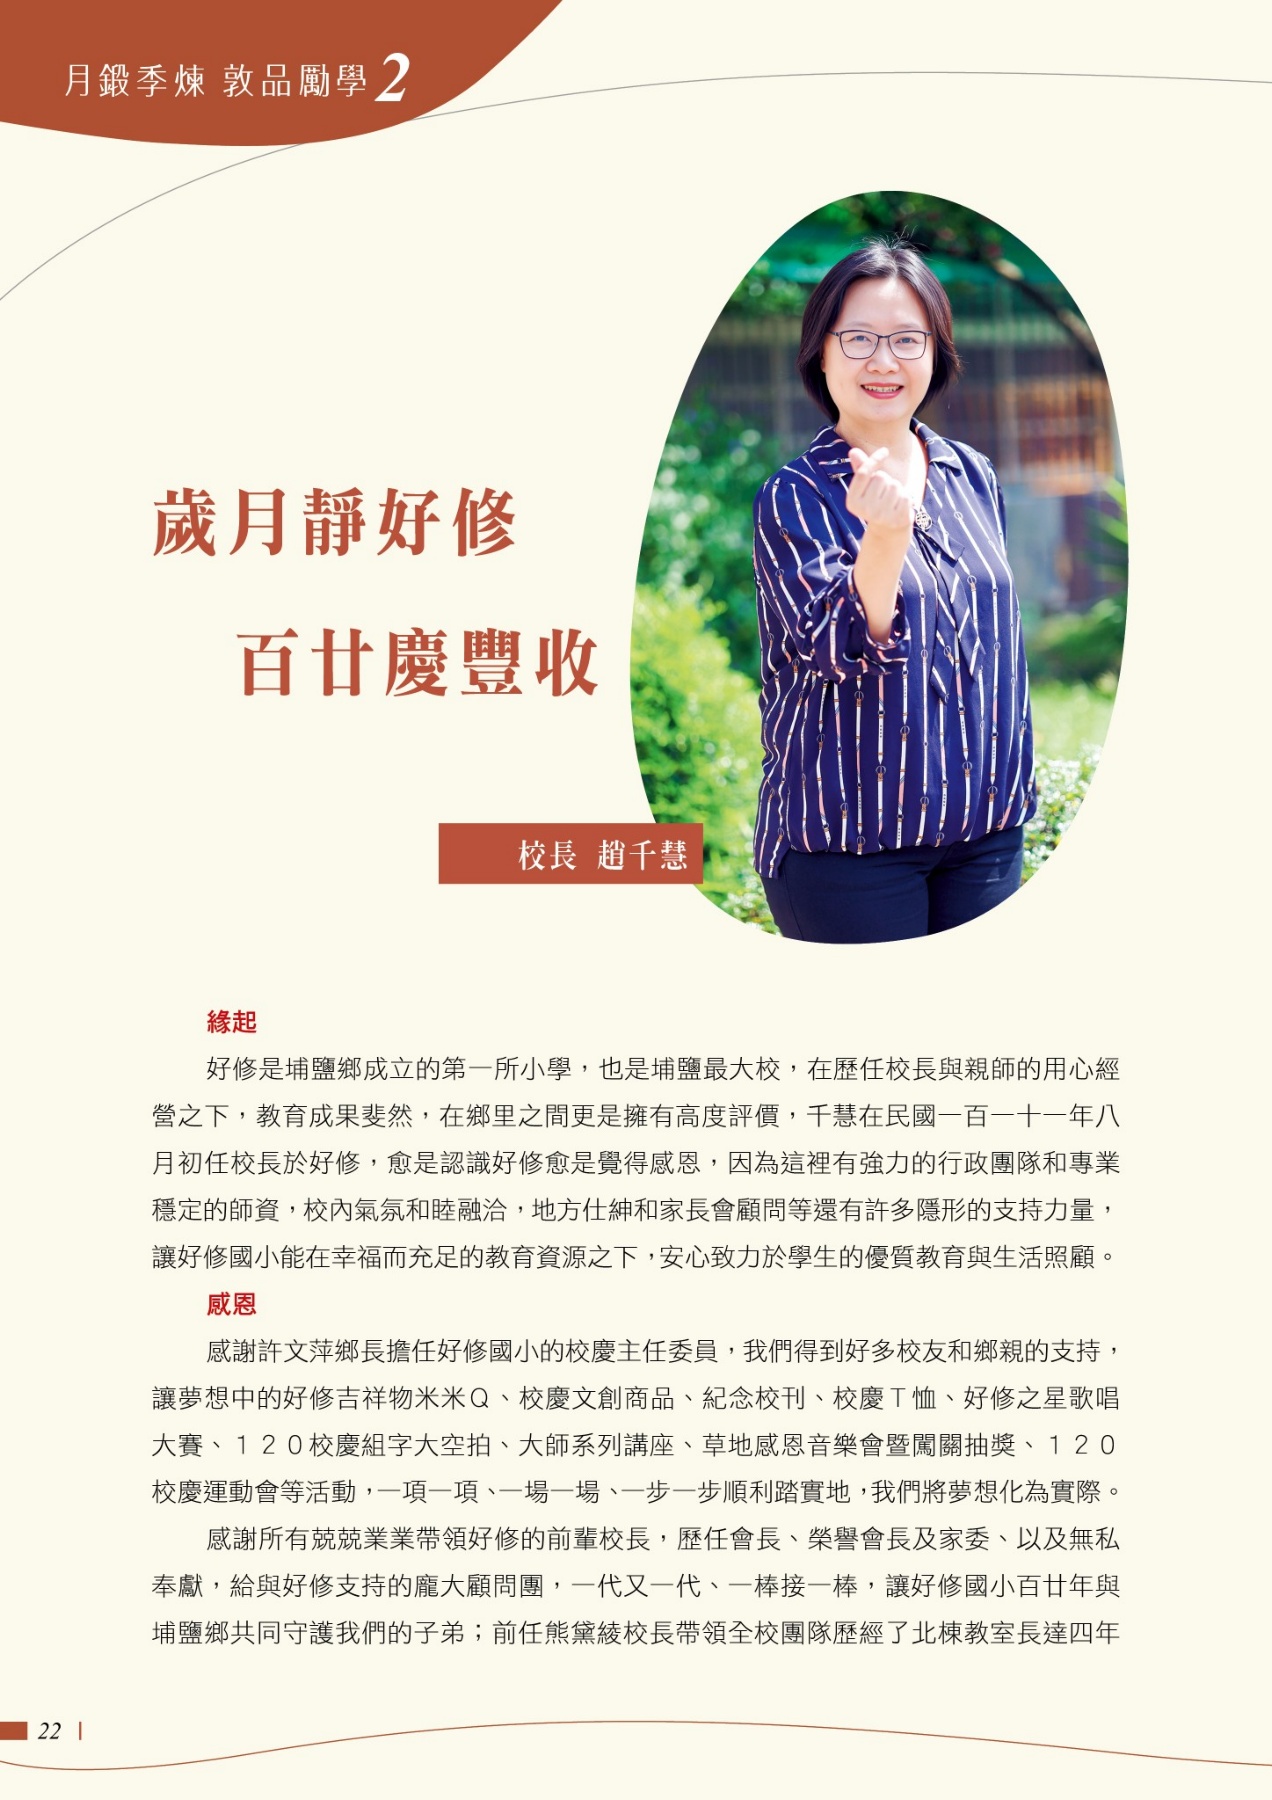 月鍛季煉 敦品勵學2
歲月靜好修
百廿慶豐收
校長 趙千慧
緣起
好修是埔鹽鄉成立的第一所小學，也是埔鹽最大校，在歷任校長與親師的用心經
營之下，教育成果斐然，在鄉里之間更是擁有高度評價，千慧在民國一百一十一年八
月初任校長於好修，愈是認識好修愈是覺得感恩，因為這裡有強力的行政團隊和專業
穩定的師資，校內氣氛和睦融洽，地方仕紳和家長會顧問等還有許多隱形的支持力量，
讓好修國小能在幸福而充足的教育資源之下，安心致力於學生的優質教育與生活照顧。
感恩
感謝許文萍鄉長擔任好修國小的校慶主任委員，我們得到好多校友和鄉親的支持，
讓夢想中的好修吉祥物米米Ｑ、校慶文創商品、紀念校刊、校慶Ｔ恤、好修之星歌唱
大賽、１２０校慶組字大空拍、大師系列講座、草地感恩音樂會暨闖關抽獎、１２０
校慶運動會等活動，一項一項、一場一場、一步一步順利踏實地，我們將夢想化為實際。
感謝所有兢兢業業帶領好修的前輩校長，歷任會長、榮譽會長及家委、以及無私
奉獻，給與好修支持的龐大顧問團，一代又一代、一棒接一棒，讓好修國小百廿年與
埔鹽鄉共同守護我們的子弟；前任熊黛綾校長帶領全校團隊歷經了北棟教室長達四年
22